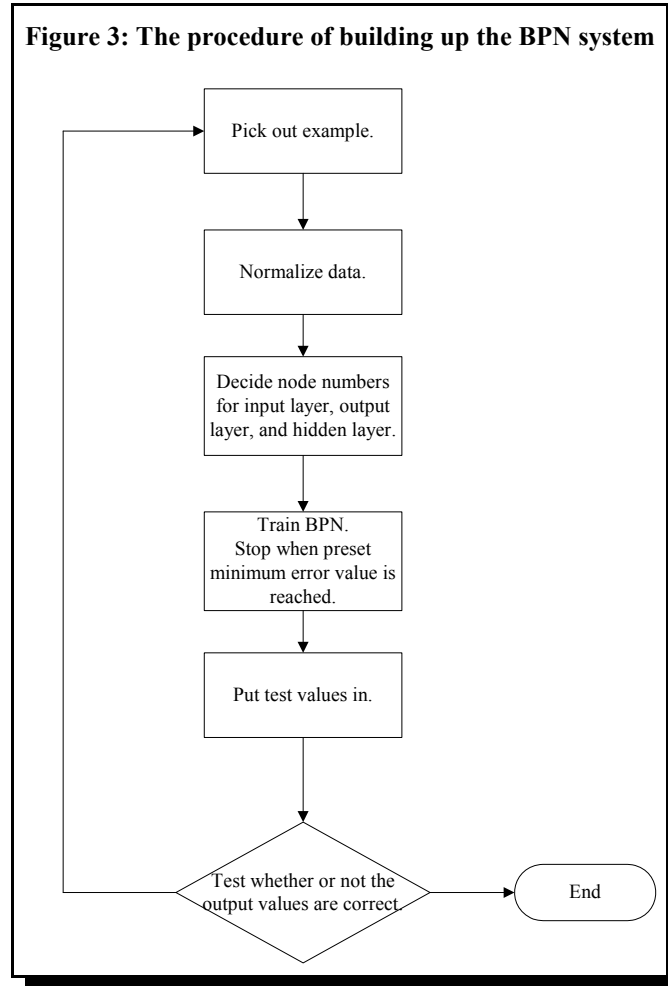 Figure 3: The procedure of building up the BPN system
Pick out example.
Normalize data.
Decide node numbers
for input layer, output
layer, and hidden layer.
Train BPN.
Stop when preset
minimum error value is
reached.
Put test values in.
Test whether or not the
output values are correct.
End